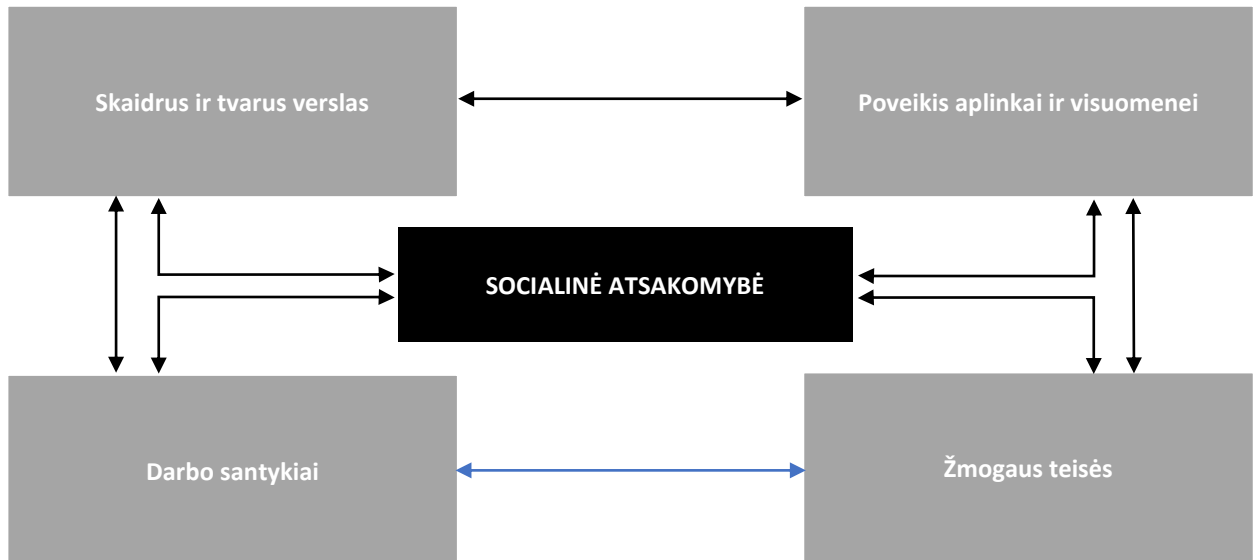 Skaidrus ir tvarus verslas
Poveikis aplinkai ir visuomenei
SOCIALINĖ ATSAKOMYBĖ
Darbo santykiai
Žmogaus teisės